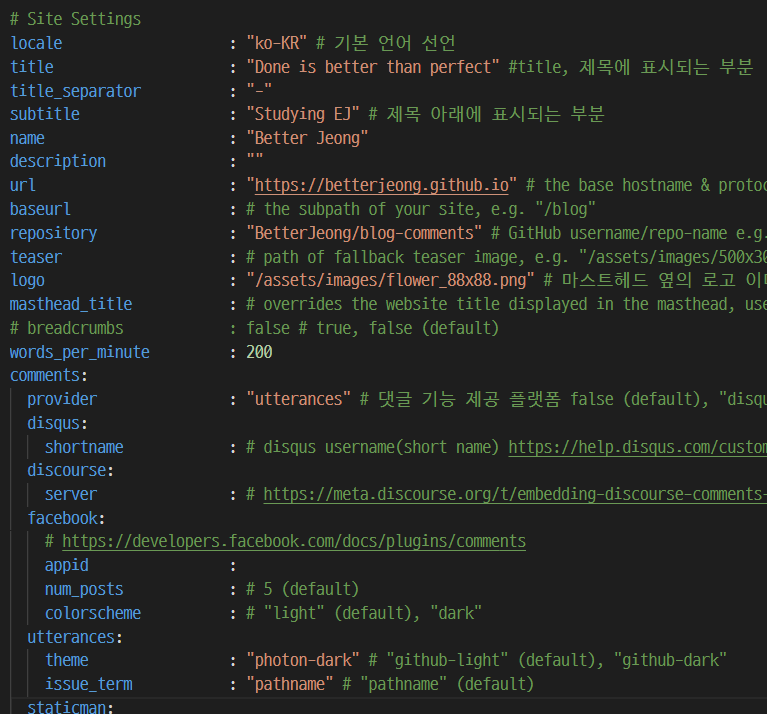 # Site Settings
locale : "ko-KR" # 기본 언어 선언
title : "Done is better than perfect" #title, 제목에 표시되는 부분
title_separator : "-"
subtitle : "Studying EJ" # 제목 아래에 표시되는 부분
name : "Better Jeong"
description : ""
url : "https://betterjeong.github.io" # the base hostname & protoc
baseurl : # the subpath of your site, e.g. "/blog"
repository : "BetterJeong/blog-comments" # GitHub username/repo-name e.g.
teaser : # path of fallback teaser image, e.g. "/assets/images/500x30
logo : "/assets/images/flower_88x88.png" # 마스트헤드 옆의 로고 이미
masthead_title : # overrides the website title displayed in the masthead, use
# breadcrumbs : false # true, false (default)
words_per_minute : 200
comments:
provider : "utterances" # 댓글 기능 제공 플랫폼 false (default), "disqu
disqus:
shortname : # disqus username(short name) https://help.disqus.com/custom
discourse:
server : # https://meta.discourse.org/t/embedding-discourse-comments-
facebook:
# https://developers.facebook.com/docs/plugins/comments
appid :
num_posts : # 5 (default)
colorscheme : # "light" (default), "dark"
utterances:
theme : "photon-dark" # "github-light" (default), "github-dark"
issue_term : "pathname" # "pathname" (default)
staticman: